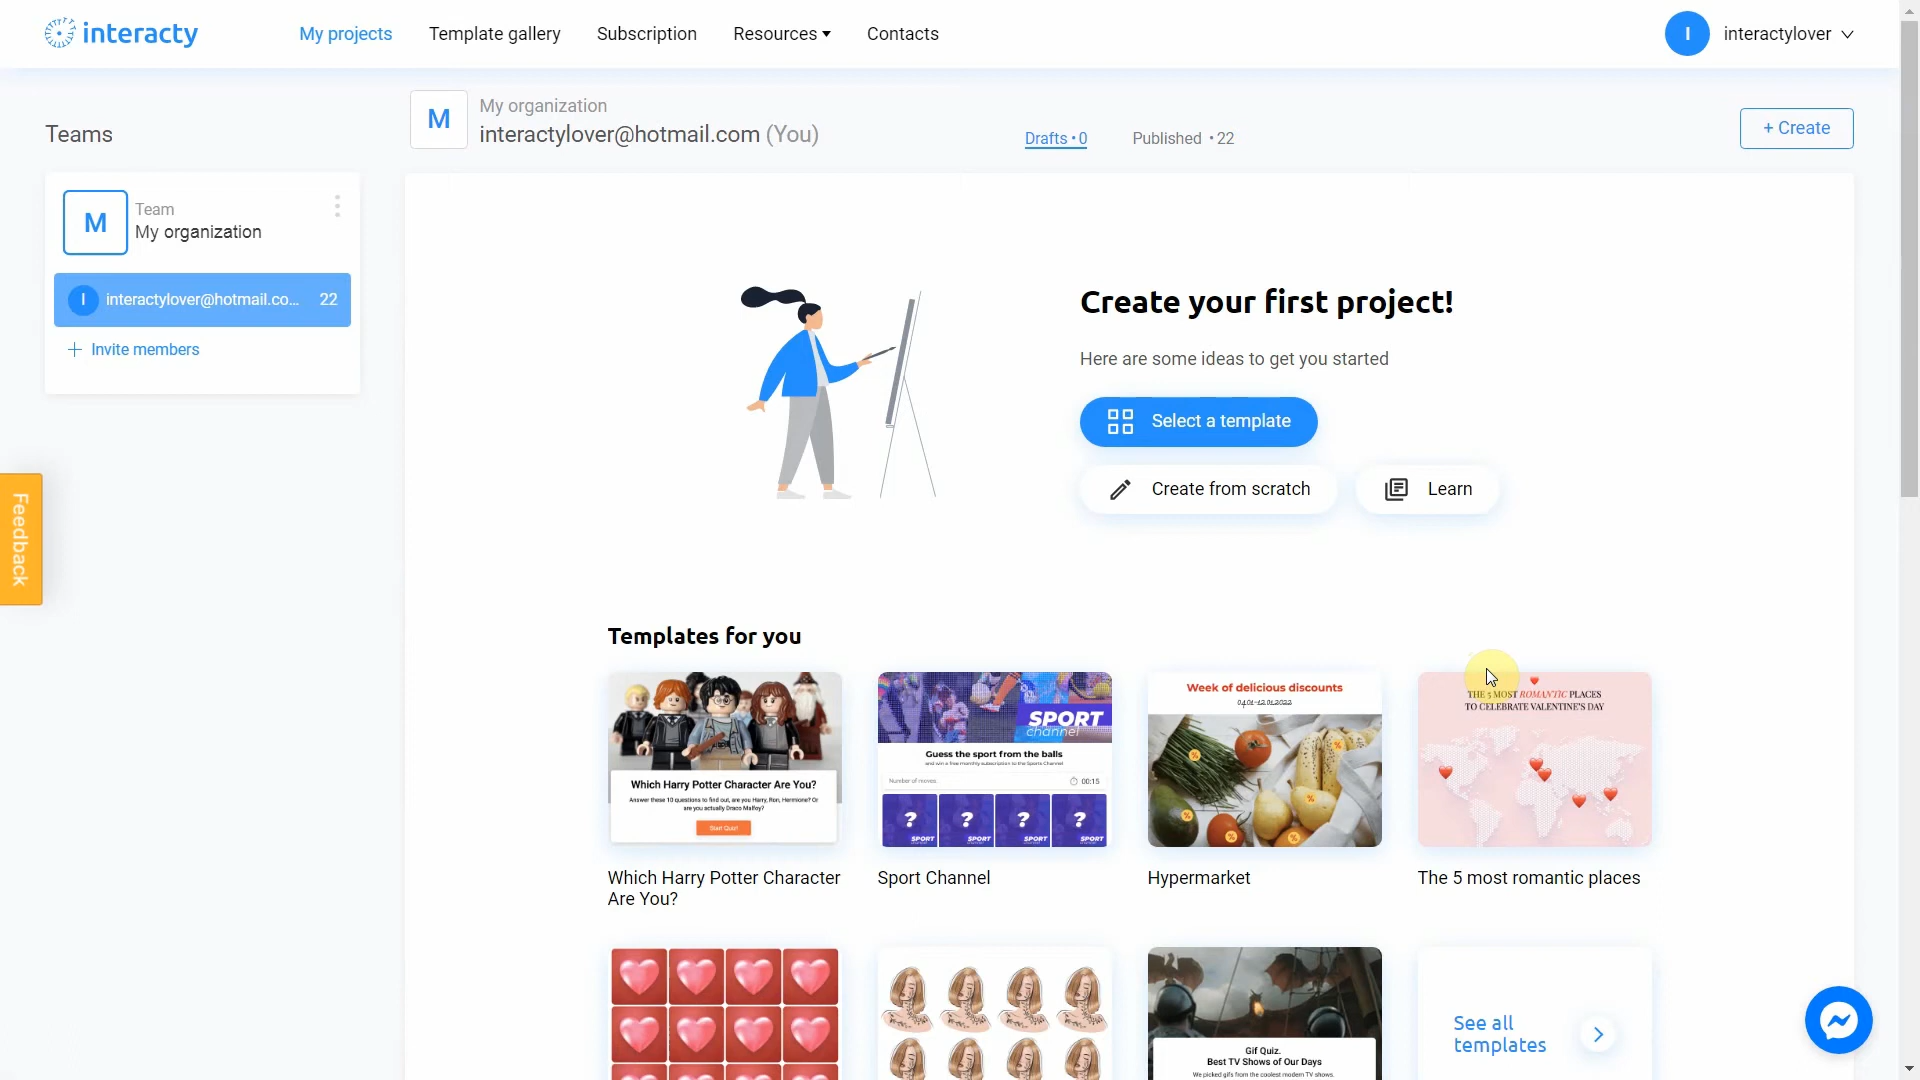 interacty
My projects
Template gallery
Subscription
Resources
Contacts
I
interactylover
Teams
M
My organization
interactylover@hotmail.com (You)
Drafts • 0
Published • 22
+ Create
M
Team
My organization
I
interactylover@hotmail.co...
22
Invite members
Feedback
Create your first project!
Here are some ideas to get you started
Select a template
Create from scratch
Learn
Templates for you
Which Harry Potter Character Are You?
Answer these 10 questions to find out, are you Harry, Ron, Hermione? Or
are you actually Draco Malfoy?
Start Quiz!
SPORT
channel
Guess the sport from the balls
and win a free monthly subscription to the Sports Channel
Number of moves
00:15
? ? ? ?
SPORT SPORT SPORT SPORT
Week of delicious discounts
04.01-12.01.2022
% % % % % %
THE 5 MOST ROMANTIC PLACES
TO CELEBRATE VALENTINE'S DAY
Which Harry Potter Character
Are You?
Sport Channel
Hypermarket
The 5 most romantic places
Gif Quiz.
Best TV Shows of Our Days
We picked gifs from the coolest modern TV shows.
See all
templates